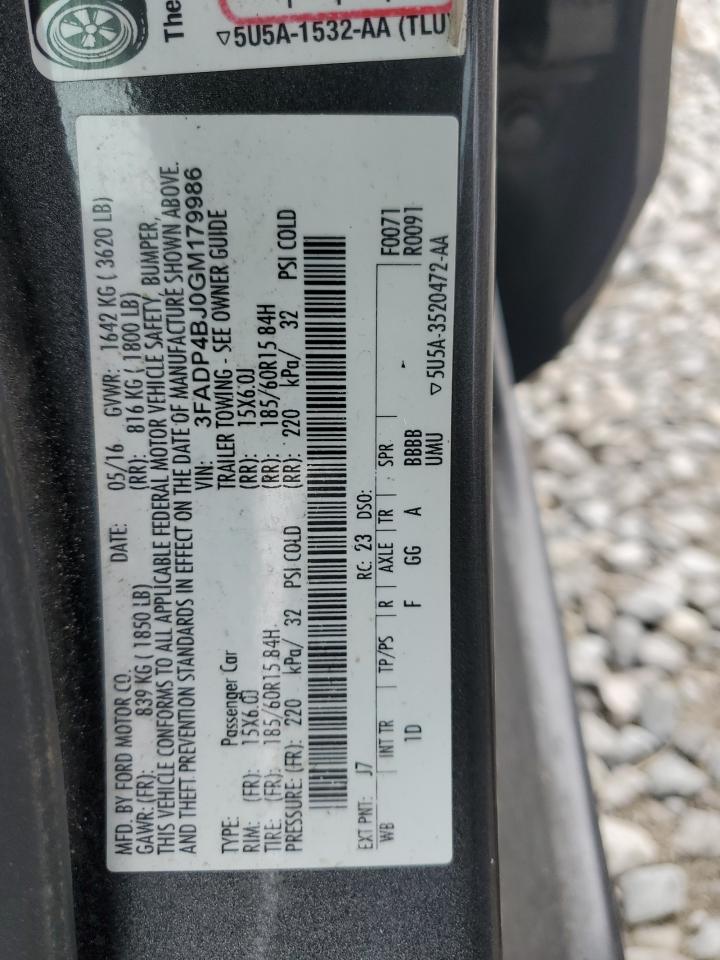 The
▽5U5A-1532-AA (TLU)
MFD. BY FORD MOTOR CO. DATE: 05/16 GVWR: 1642 KG ( 3620 LB)
GAWR: (FR): 839 KG ( 1850 LB) (RR): 816 KG ( 1800 LB)
THIS VEHICLE CONFORMS TO ALL APPLICABLE FEDERAL MOTOR VEHICLE SAFETY, BUMPER,
AND THEFT PREVENTION STANDARDS IN EFFECT ON THE DATE OF MANUFACTURE SHOWN ABOVE.
VIN: 3FADP4BJ0GM179986
TYPE: Passenger Car TRAILER TOWING - SEE OWNER GUIDE
RIM: (FR): 15X6.0J (RR): 15X6.0J
TIRE: (FR): 185/60R15 84H (RR): 185/60R15 84H
PRESSURE: (FR): 220 kPa/ 32 PSI COLD (RR): 220 kPa/ 32 PSI COLD
EXT PNT: J7 RC: 23 DSO: F0071
WB INT TR TP/PS R AXLE TR SPR R0091
1D F GG A BBBB
UMU ▽5U5A-3520472-AA